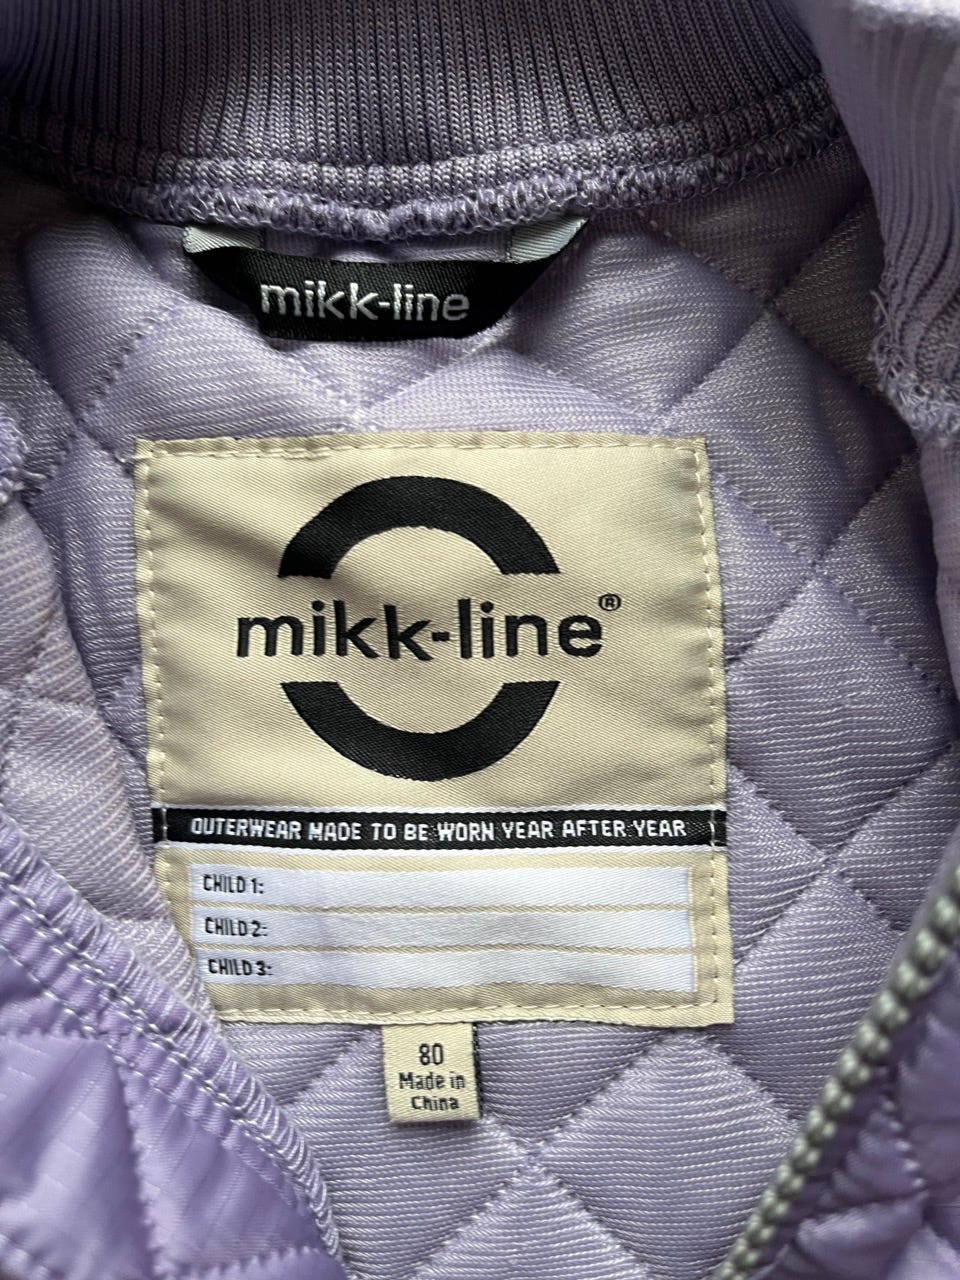 mikk-line
mikk-line®
OUTERWEAR MADE TO BE WORN YEAR AFTER YEAR
CHILD 1:
CHILD 2:
CHILD 3:
80
Made in
China